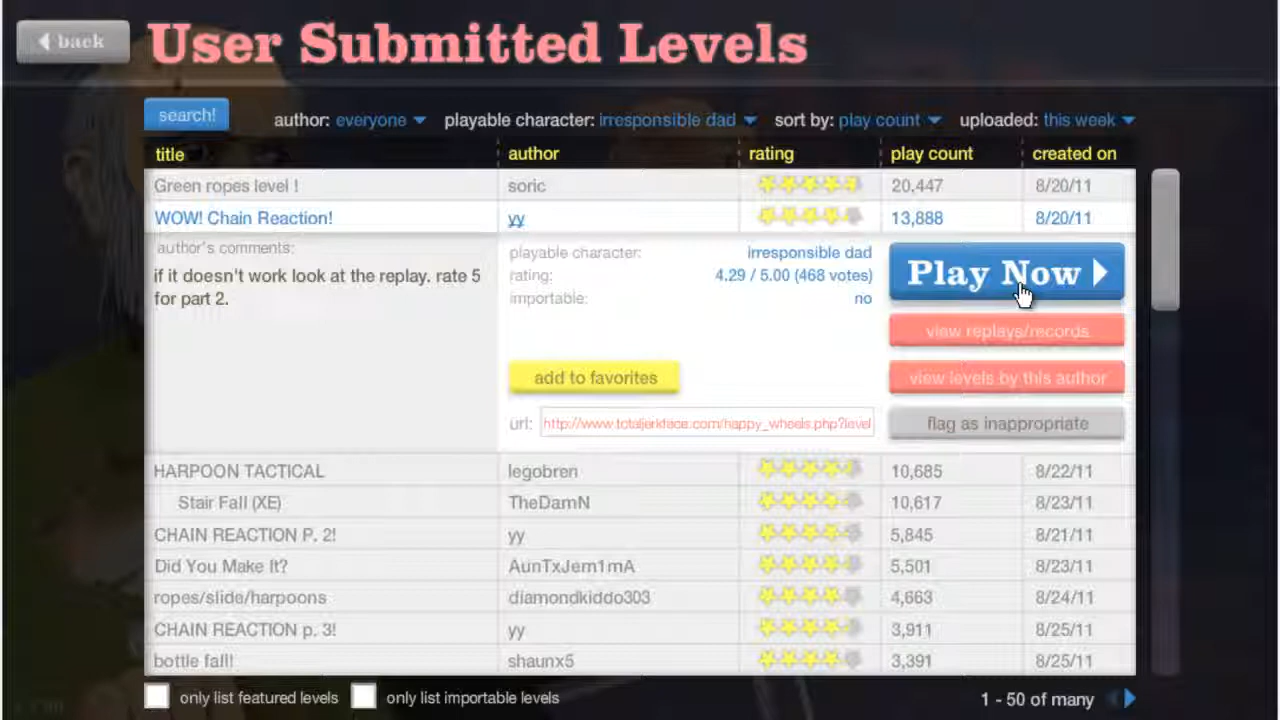 back
User Submitted Levels
search! author: everyone playable character: irresponsible dad sort by: play count uploaded: this week
title author rating play count created on
Green ropes level ! soric 20,447 8/20/11
WOW! Chain Reaction! yy 13,888 8/20/11
author's comments:
if it doesn't work look at the replay. rate 5
for part 2.
playable character: irresponsible dad
rating: 4.29 / 5.00 (468 votes)
importable: no
Play Now
view replays/records
add to favorites
view levels by this author
url: http://www.totaljerkface.com/happy_wheels.php?level
flag as inappropriate
HARPOON TACTICAL legobren 10,685 8/22/11
Stair Fall (XE) TheDamN 10,617 8/23/11
CHAIN REACTION P. 2! yy 5,845 8/21/11
Did You Make It? AunTxJem1mA 5,501 8/23/11
ropes/slide/harpoons diamondkiddo303 4,663 8/24/11
CHAIN REACTION p. 3! yy 3,911 8/25/11
bottle fall! shaunx5 3,391 8/25/11
only list featured levels only list importable levels 1 - 50 of many